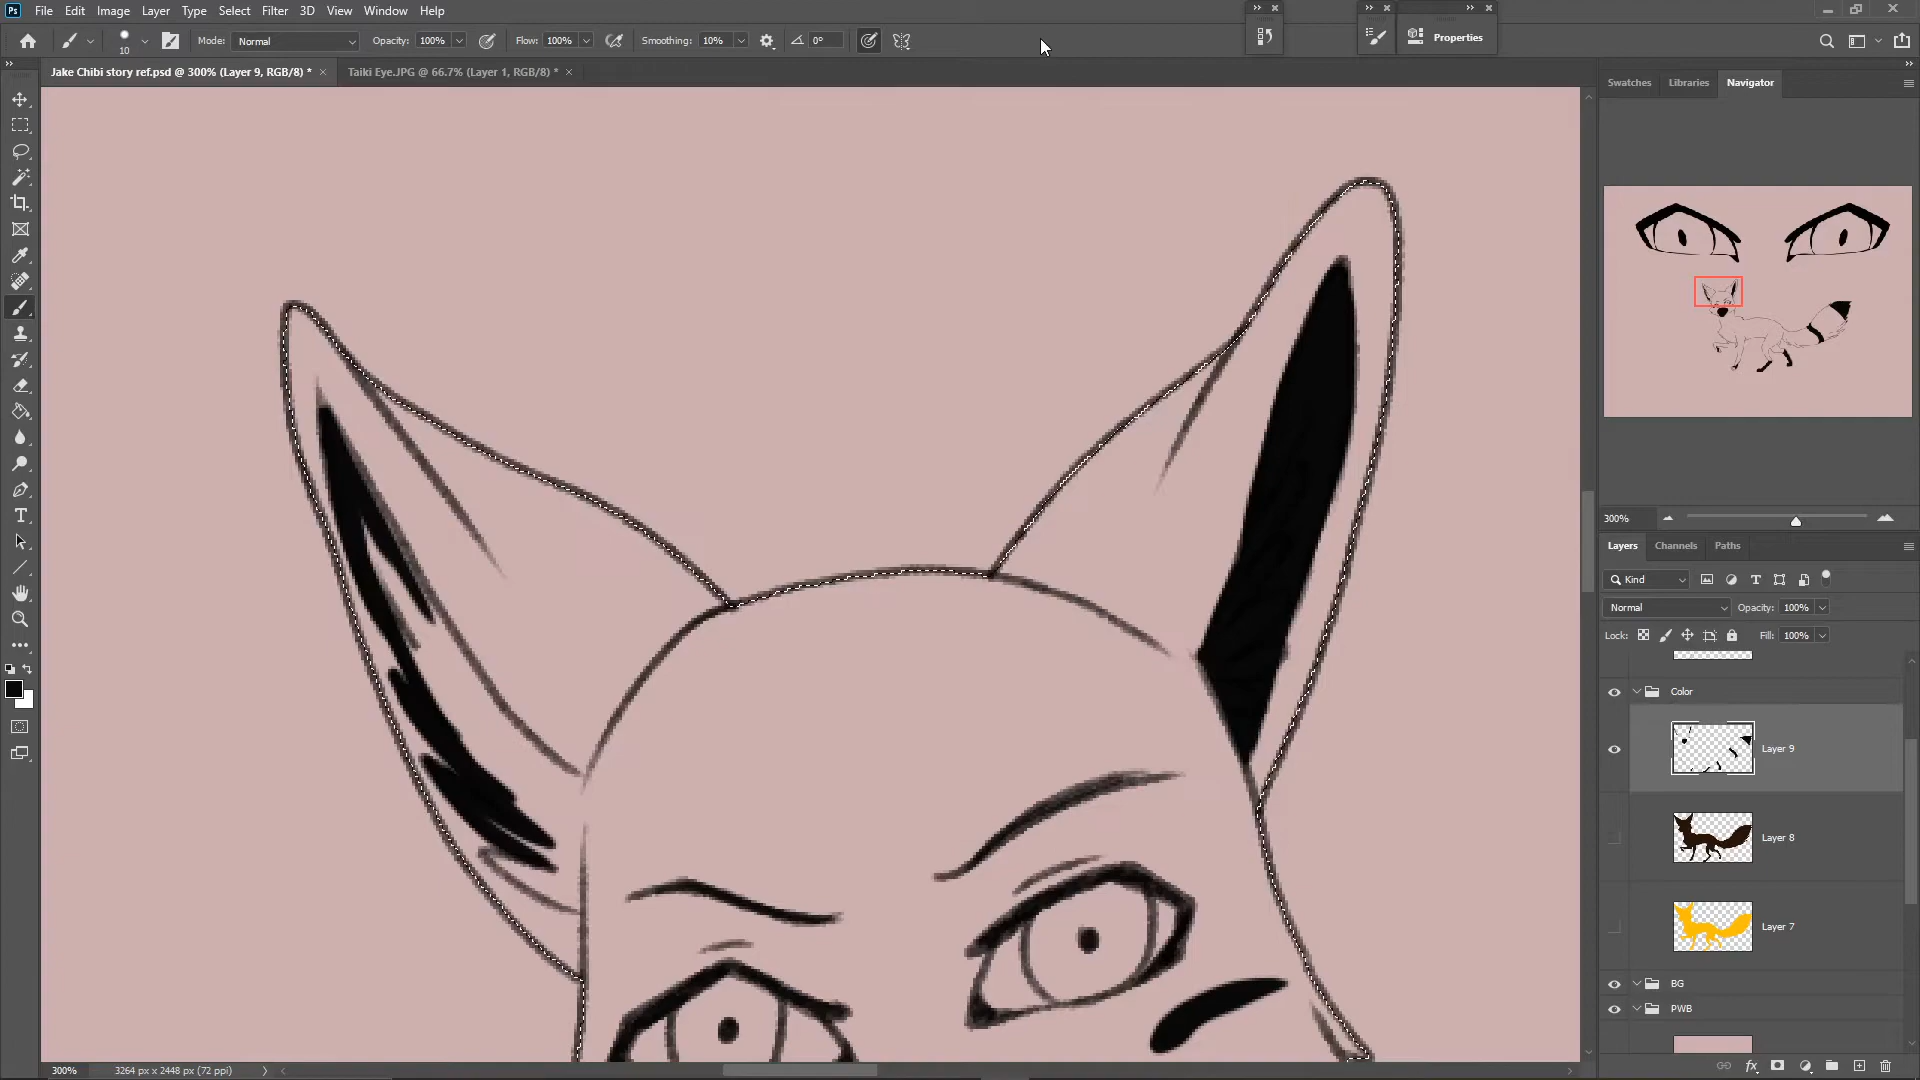 Ps File Edit Image Layer Type Select Filter 3D View Window Help
10 Mode: Normal Opacity: 100% Flow: 100% Smoothing: 10% 0° Properties
Jake Chibi story ref.psd @ 300% (Layer 9, RGB/8) * Taiki Eye.JPG @ 66.7% (Layer 1, RGB/8) *
Swatches Libraries Navigator
300%
Layers Channels Paths
Kind
Normal Opacity: 100%
Lock: Fill: 100%
Color
Layer 9
Layer 8
Layer 7
BG
PWB
300% 3264 px x 2448 px (72 ppi)